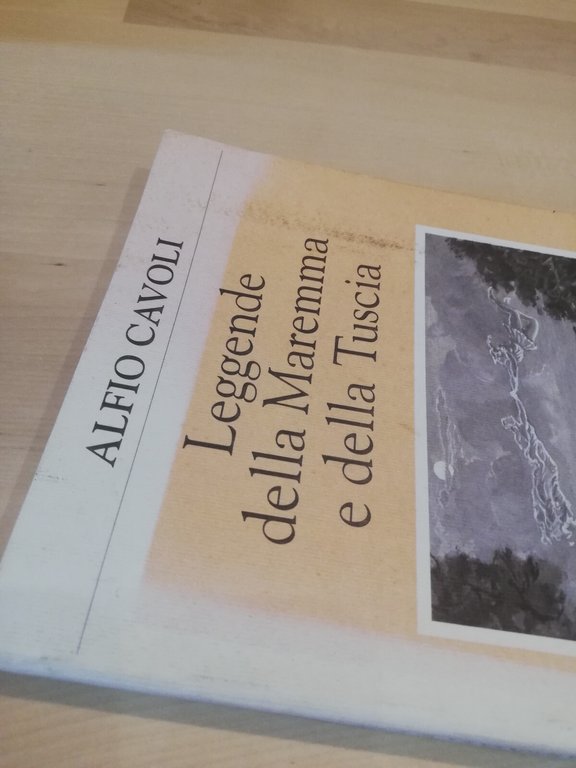 ALFIO CAVOLI
Leggende
della Maremma
e della Tuscia